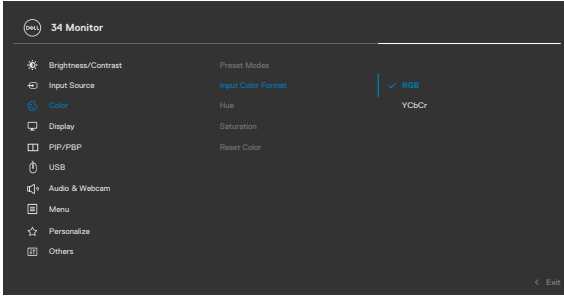 DELL 34 Monitor
Brightness/Contrast Preset Modes
Input Source Input Color Format ✓ RGB
Color Hue YCbCr
Display Saturation
PIP/PBP Reset Color
USB
Audio & Webcam
Menu
Personalize
Others
< Exit